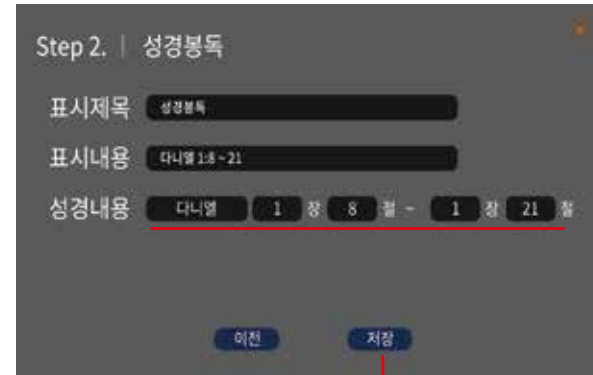 Step 2. | 성경봉독
표시제목 성경봉독
표시내용 다니엘 1:8 ~ 21
성경내용 다니엘 1 장 8 절 ~ 1 장 21 절
이전 저장